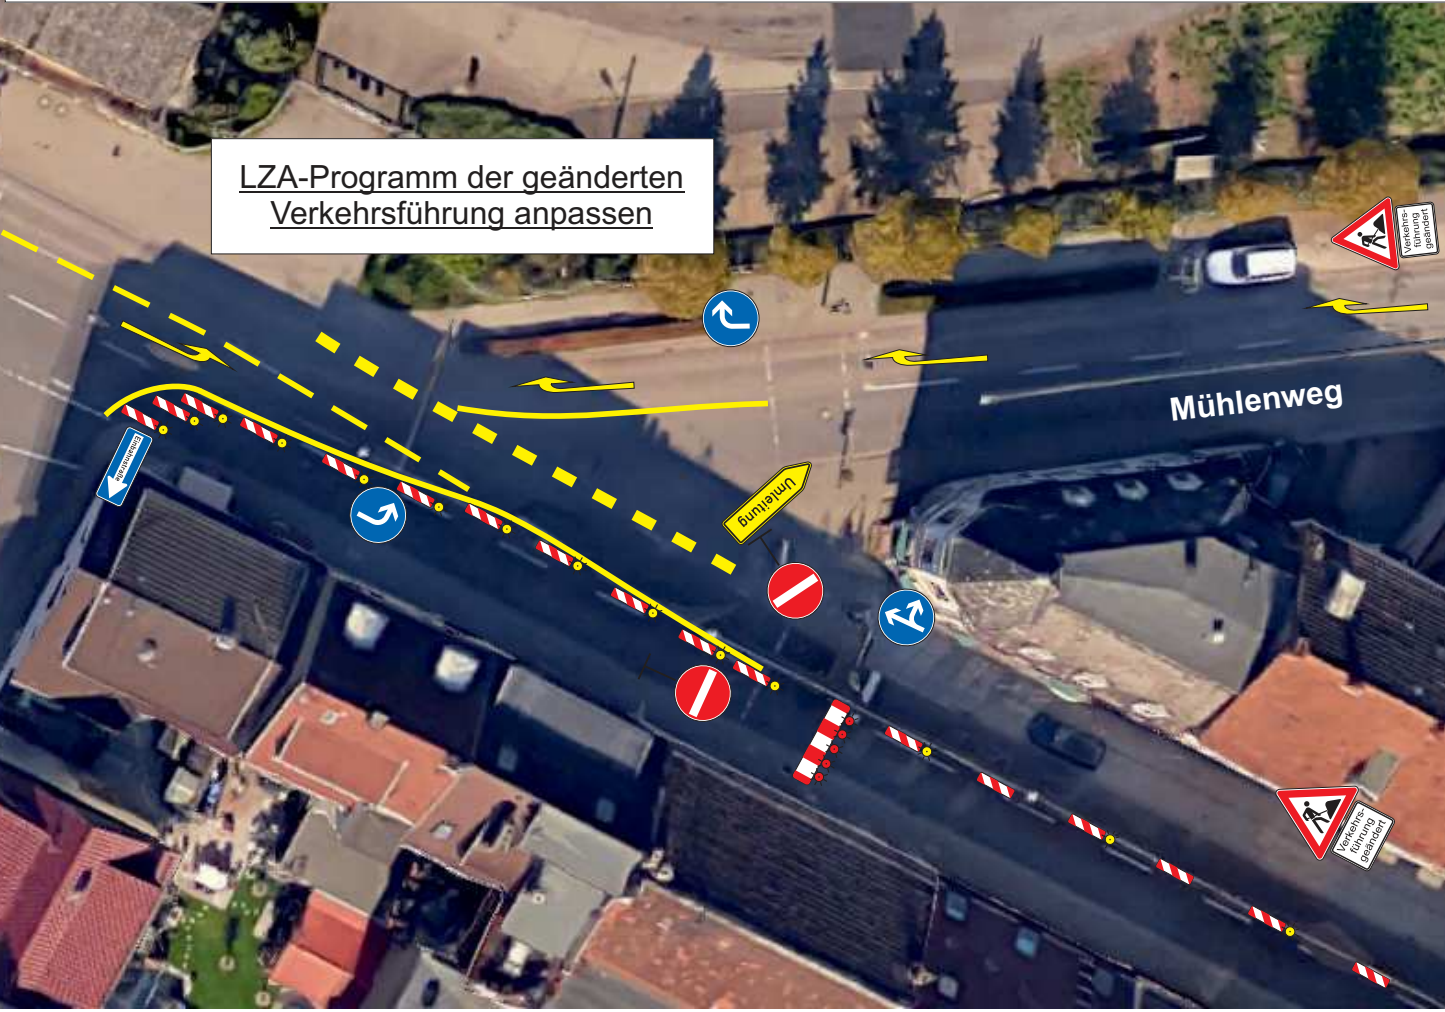 LZA-Programm der geänderten
Verkehrsführung anpassen
Verkehrs-
führung
geändert
Mühlenweg
Einbahnstraße
Umleitung
Verkehrs-
führung
geändert